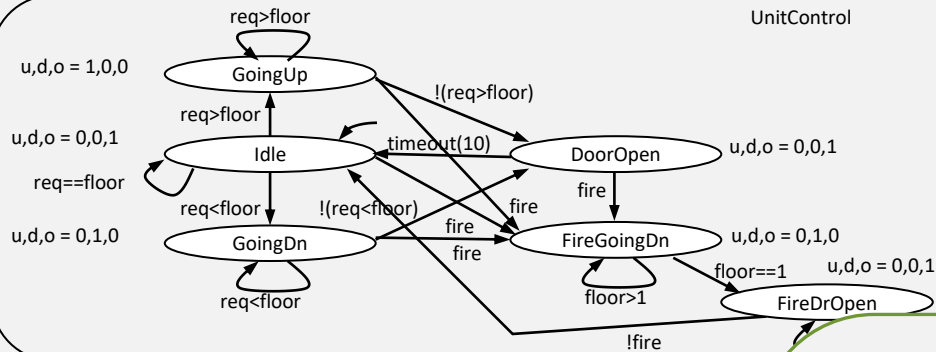 UnitControl
req>floor
u,d,o = 1,0,0
GoingUp
!(req>floor)
req>floor
u,d,o = 0,0,1
Idle
timeout(10)
DoorOpen
u,d,o = 0,0,1
req==floor
fire
req<floor
!(req<floor)
fire
fire
u,d,o = 0,1,0
GoingDn
fire
FireGoingDn
u,d,o = 0,1,0
floor==1
u,d,o = 0,0,1
req<floor
floor>1
FireDrOpen
!fire